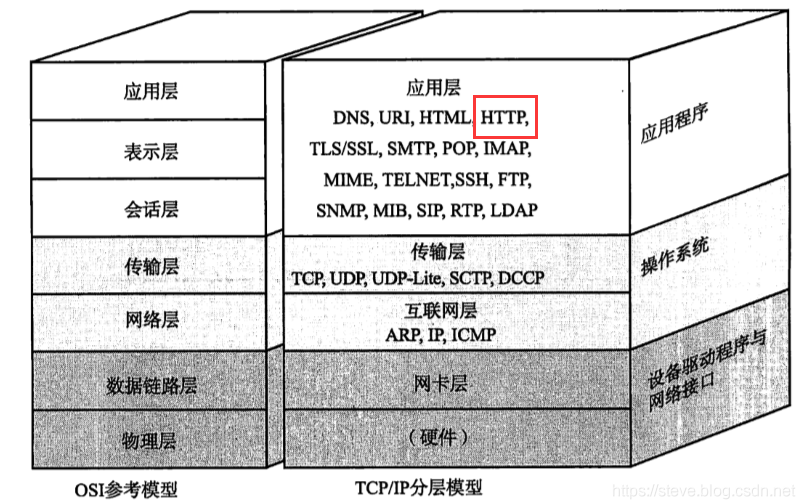 应用层
表示层
会话层
传输层
网络层
数据链路层
物理层
OSI参考模型
应用层
DNS, URI, HTML, HTTP,
TLS/SSL, SMTP, POP, IMAP,
MIME, TELNET,SSH, FTP,
SNMP, MIB, SIP, RTP, LDAP
传输层
TCP, UDP, UDP-Lite, SCTP, DCCP
互联网层
ARP, IP, ICMP
网卡层
（硬件）
TCP/IP分层模型
应用程序
操作系统
设备驱动程序与
网络接口
https://steve.blog.csdn.net